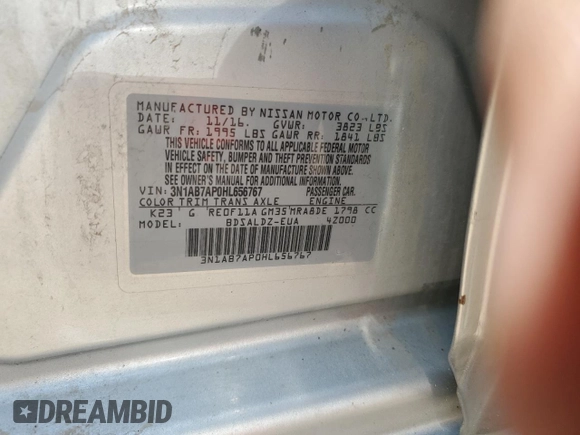 MANUFACTURED BY NISSAN MOTOR CO.,LTD.
DATE: 11/16. GVWR: 3823 LBS
GAWR FR: 1995 LBS GAWR RR: 1841 LBS
THIS VEHICLE CONFORMS TO ALL APPLICABLE FEDERAL MOTOR
VEHICLE SAFETY, BUMPER AND THEFT PREVENTION STANDARDS
IN EFFECT ON THE DATE OF MANUFACTURE SHOWN ABOVE.
SEE OWNER'S MANUAL FOR ADDITIONAL INFORMATION.
VIN: 3N1AB7AP0HL656767 PASSENGER CAR.
COLOR TRIM TRANS AXLE ENGINE
K23 G RE0F11A GM35 MRA8DE 1798 CC
BDSALDZ-EUA 42000
3N1AB7AP0HL656767
DREAMBID